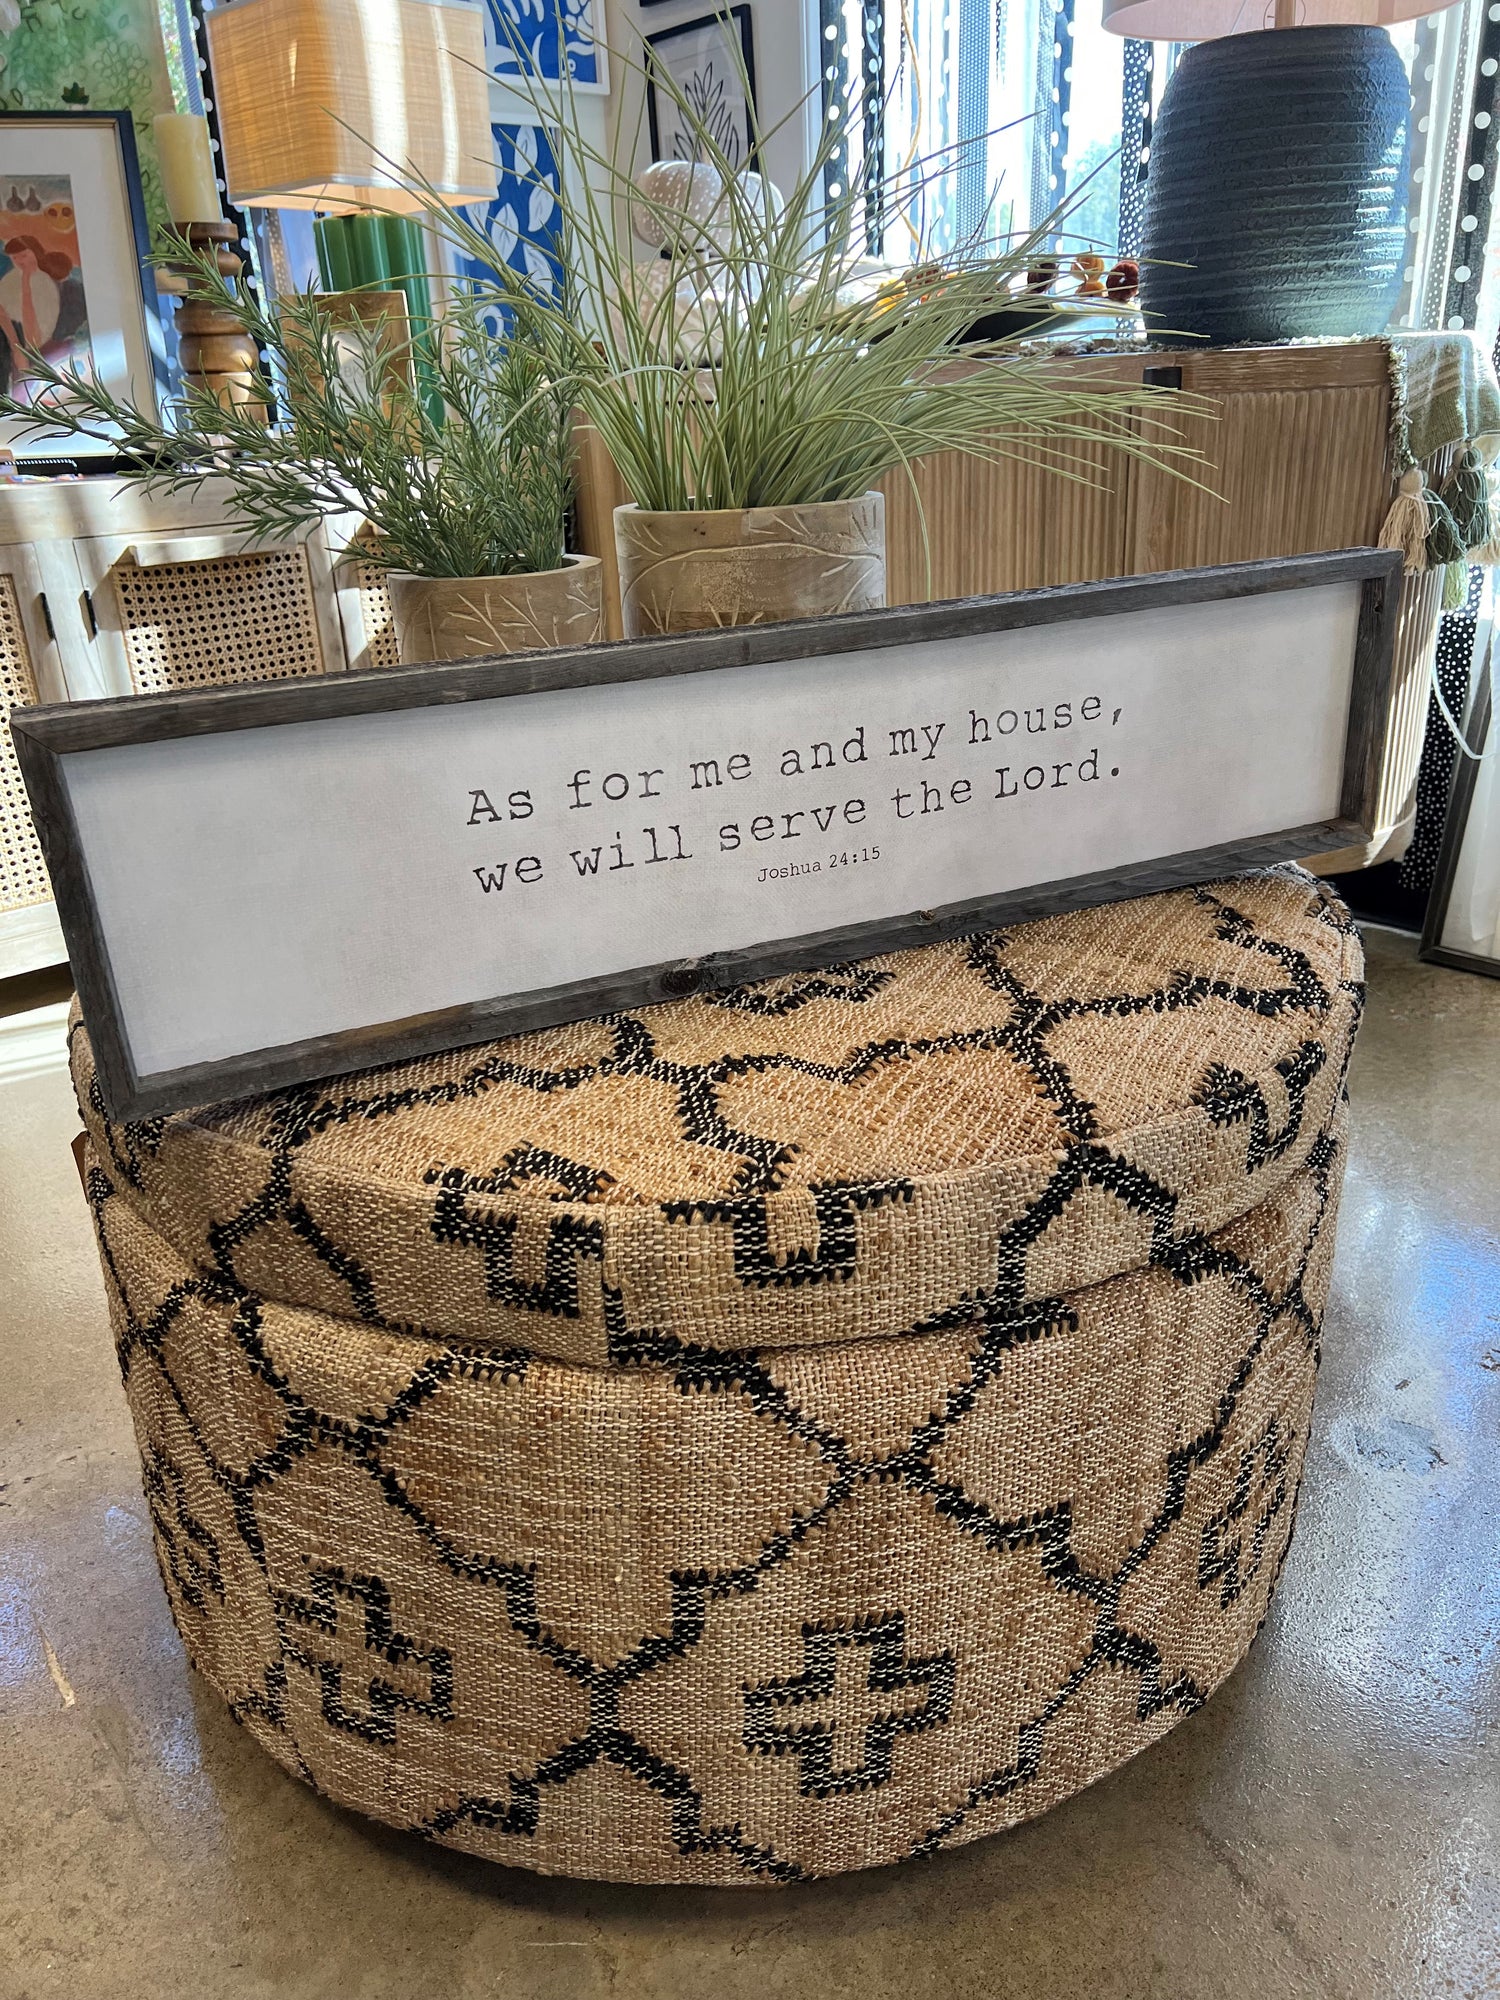 As for me and my house,
we will serve the Lord.
Joshua 24:15